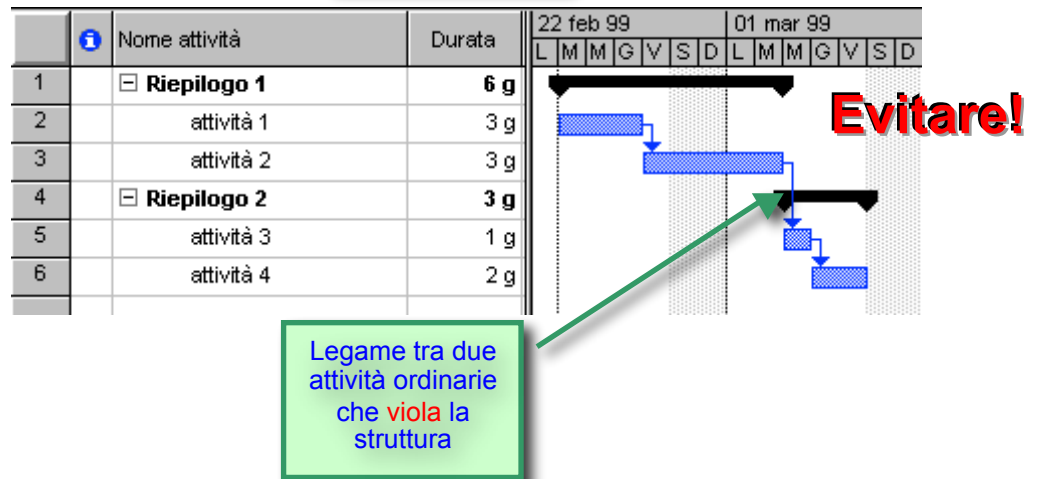 Nome attività Durata 22 feb 99 01 mar 99
L M M G V S D L M M G V S D
1 Riepilogo 1 6 g
Evitare!
2 attività 1 3 g
3 attività 2 3 g
4 Riepilogo 2 3 g
5 attività 3 1 g
6 attività 4 2 g
Legame tra due
attività ordinarie
che viola la
struttura